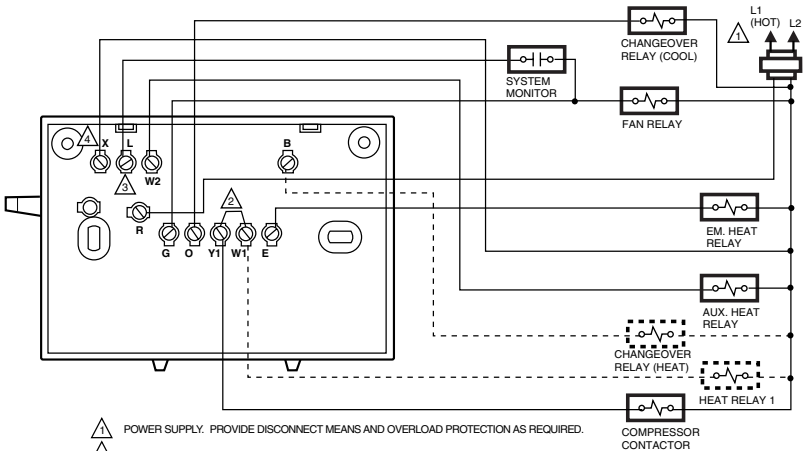 L1
(HOT) L2
1
CHANGEOVER
RELAY (COOL)
SYSTEM
MONITOR
FAN RELAY
4
X L
B
3
W2
2
R
G O Y1 W1 E
EM. HEAT
RELAY
AUX. HEAT
RELAY
CHANGEOVER
RELAY (HEAT)
HEAT RELAY 1
COMPRESSOR
CONTACTOR
1 POWER SUPPLY. PROVIDE DISCONNECT MEANS AND OVERLOAD PROTECTION AS REQUIRED.